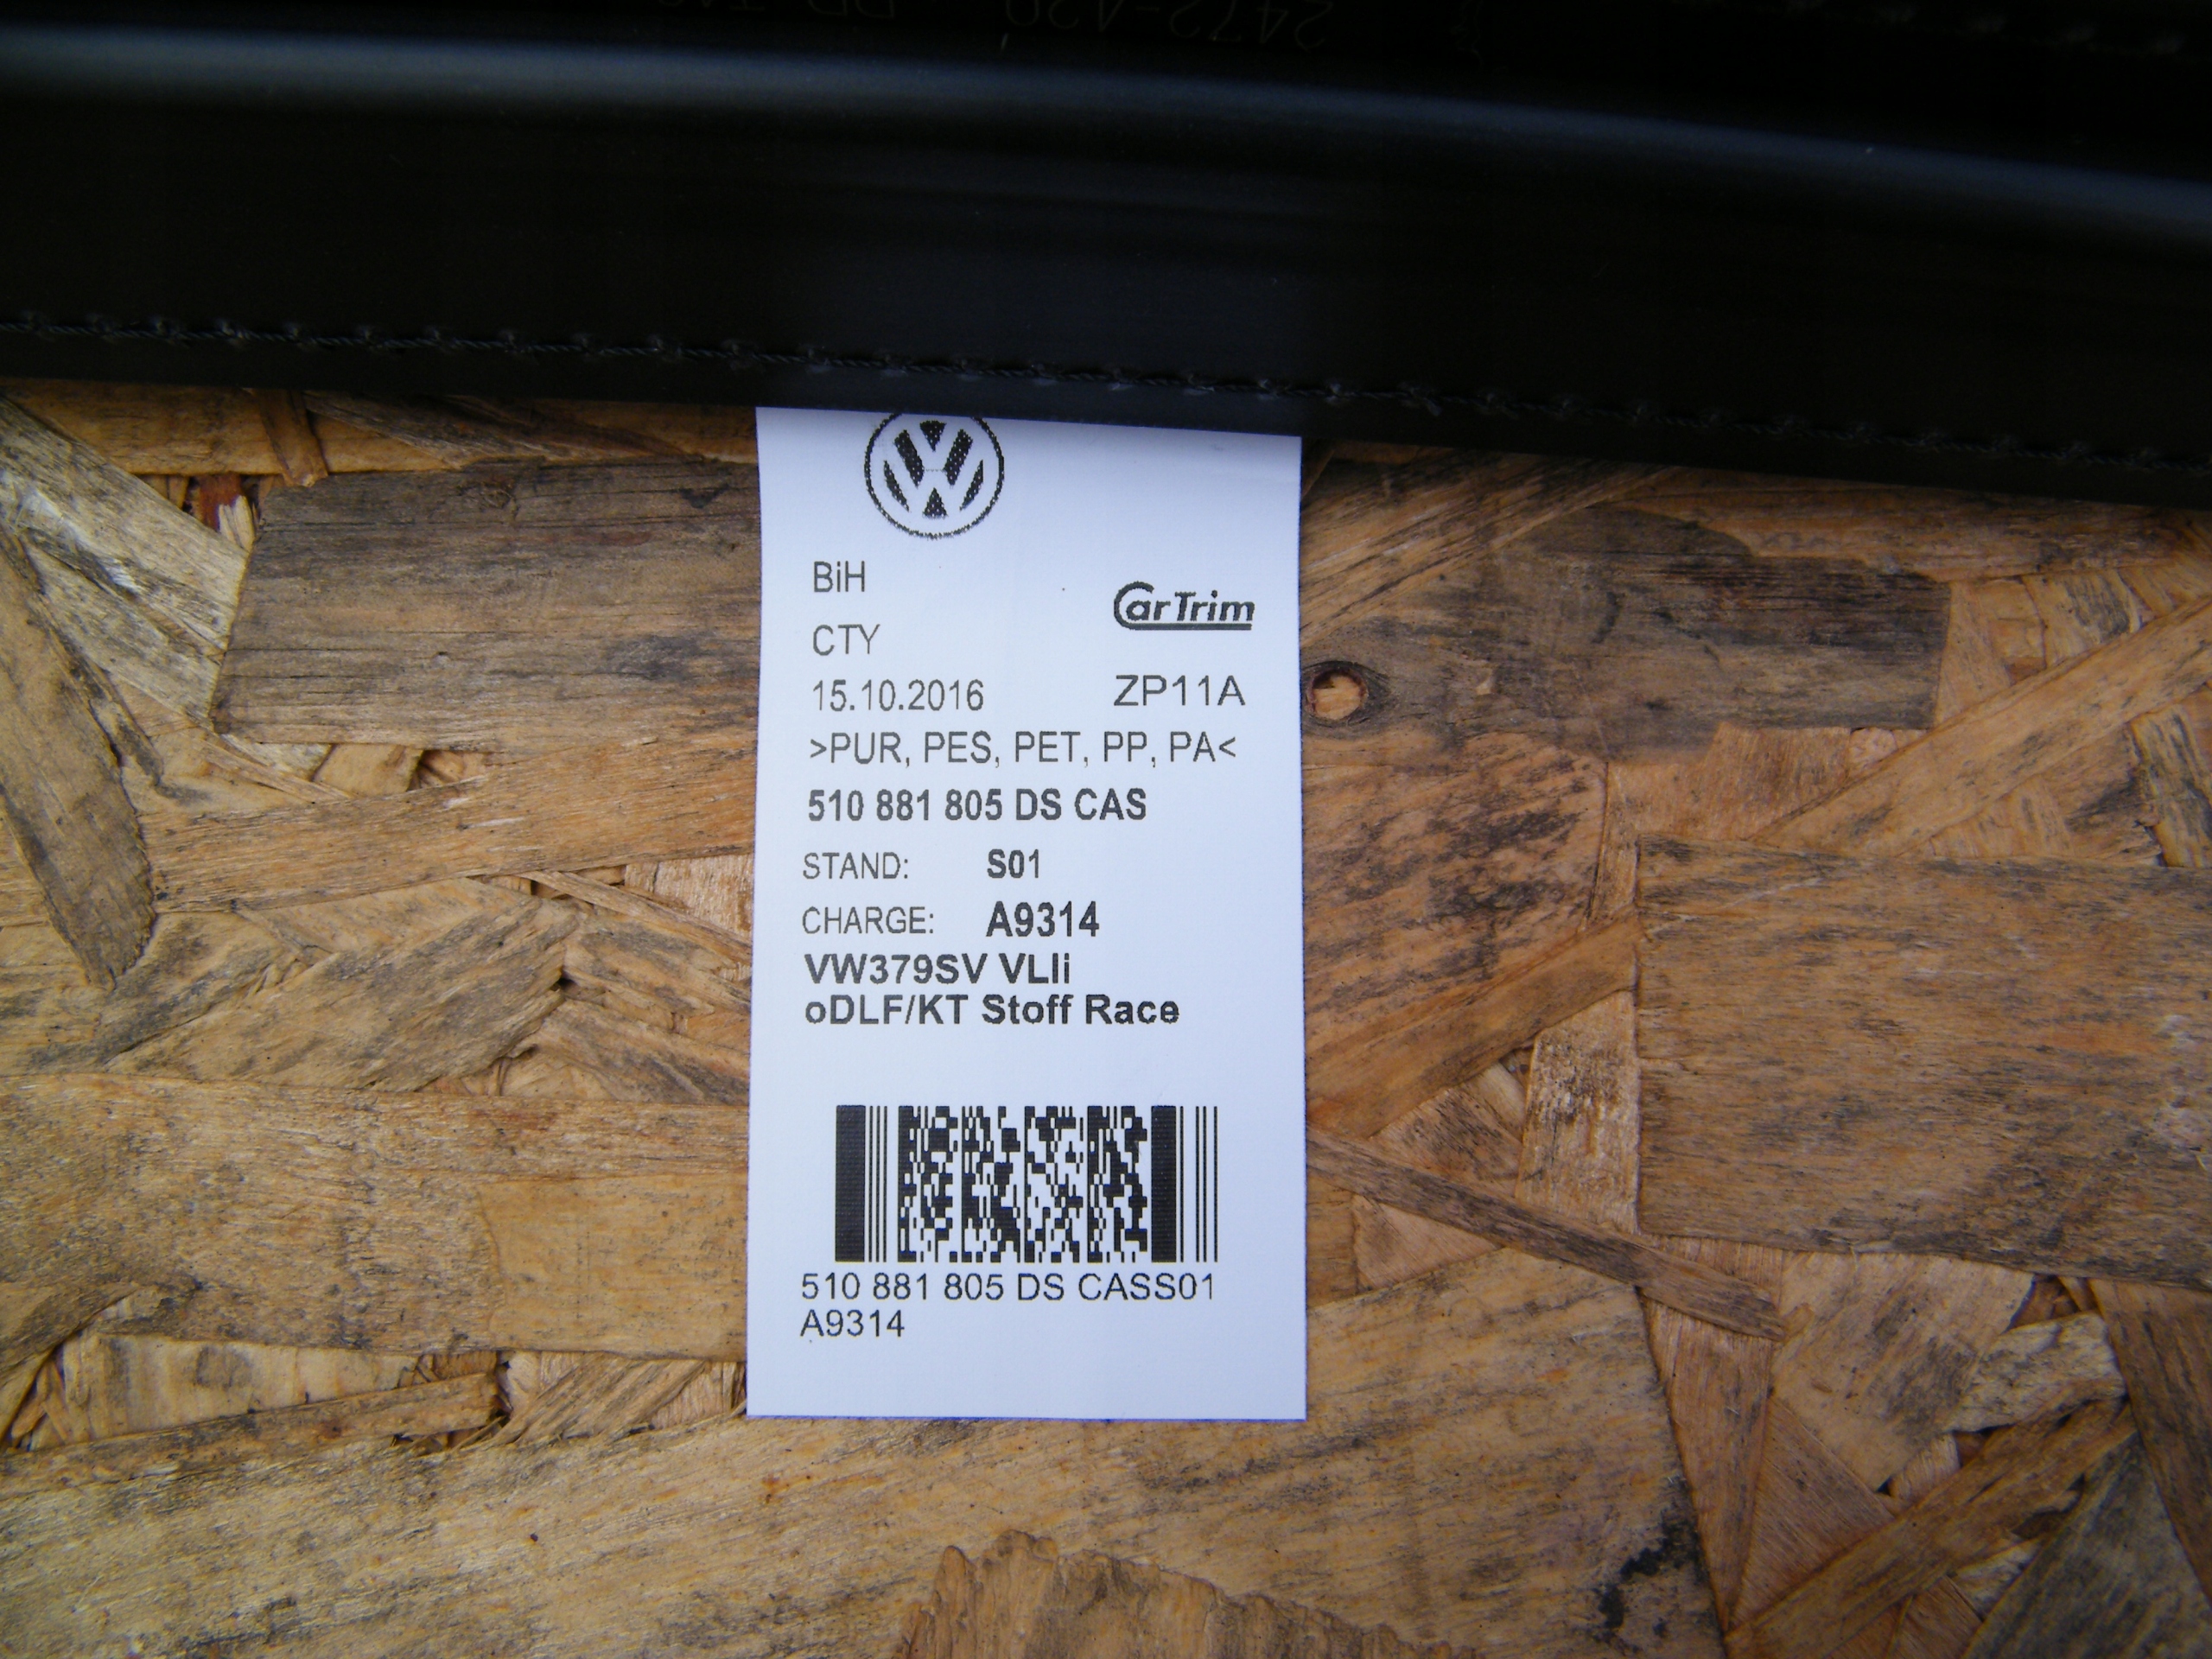 BiH
CarTrim
CTY
15.10.2016 ZP11A
>PUR, PES, PET, PP, PA<
510 881 805 DS CAS
STAND: S01
CHARGE: A9314
VW379SV VLli
oDLF/KT Stoff Race
510 881 805 DS CASS01
A9314